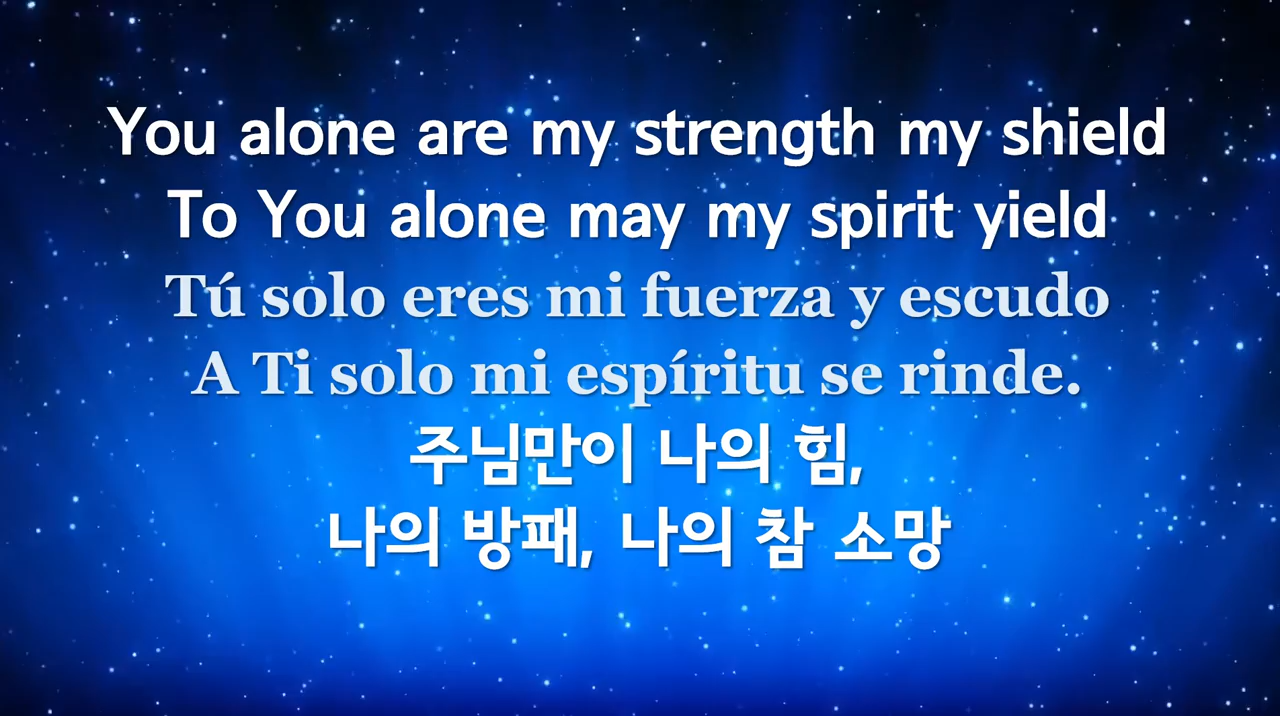 You alone are my strength my shield
To You alone may my spirit yield
Tú solo eres mi fuerza y escudo
A Ti solo mi espíritu se rinde.
주님만이 나의 힘,
나의 방패, 나의 참 소망